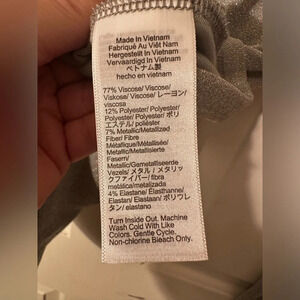 Made In Vietnam
Fabriqué Au Viêt Nam
Hergestellt In Vietnam
Vervaardigd In Vietnam
ベトナム製
hecho en vietnam
77% Viscose/ Viscose/
Viskose/ Viscose/ レーヨン/
viscosa
12% Polyester/ Polyester/
Polyester/ Polyester/ ポリ
エステル/ poliéster
7% Metallic/Metallized
Fiber/ Fibre
Métallique/Métallisée/
Metallic/Metallisierte
Fasern/
Metallic/Gemetalliseerde
Vezels/ メタル / メタリッ
クファイバー/ fibra
metálica/metalizada
4% Elastane/ Élasthanne/
Elastan/ Elastaan/ ポリウレ
タン/ elastano
Turn Inside Out. Machine
Wash Cold With Like
Colors. Gentle Cycle.
Non-chlorine Bleach Only.